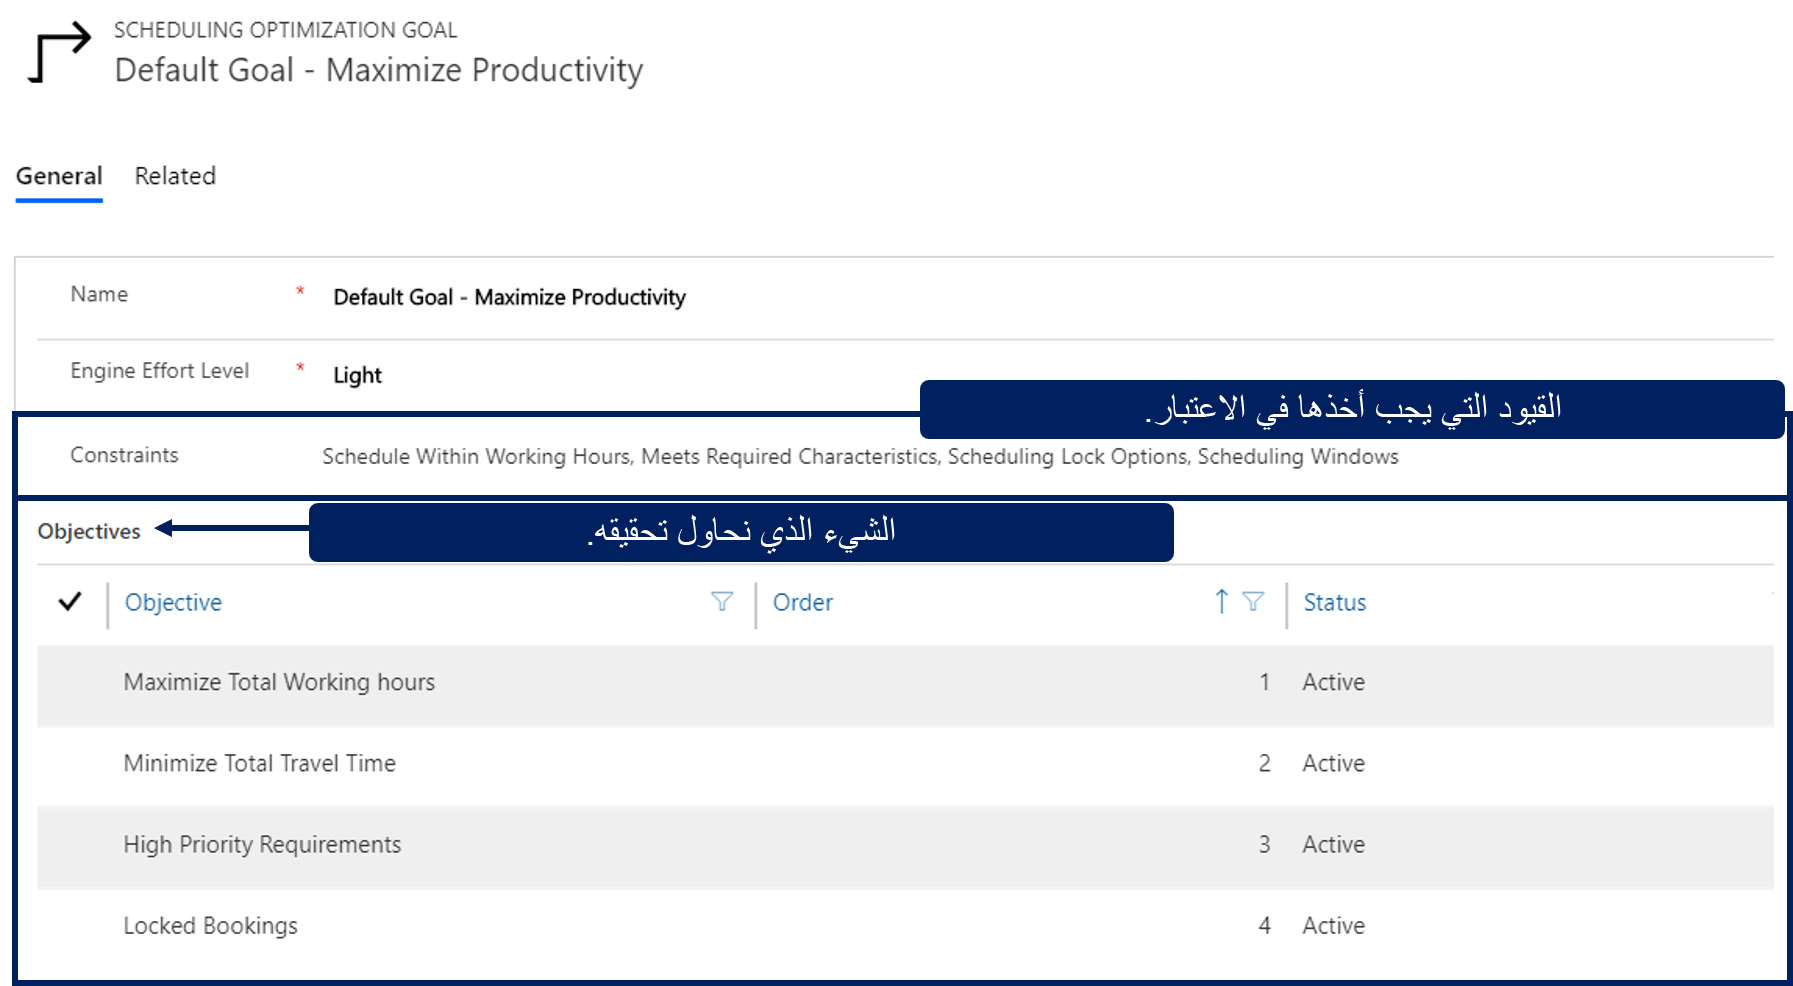 SCHEDULING OPTIMIZATION GOAL
Default Goal - Maximize Productivity
General Related
Name * Default Goal - Maximize Productivity
Engine Effort Level * Light
القيود التي يجب أخذها في الاعتبار.
Constraints Schedule Within Working Hours, Meets Required Characteristics, Scheduling Lock Options, Scheduling Windows
Objectives الشيء الذي نحاول تحقيقه.
Objective Order Status
Maximize Total Working hours 1 Active
Minimize Total Travel Time 2 Active
High Priority Requirements 3 Active
Locked Bookings 4 Active